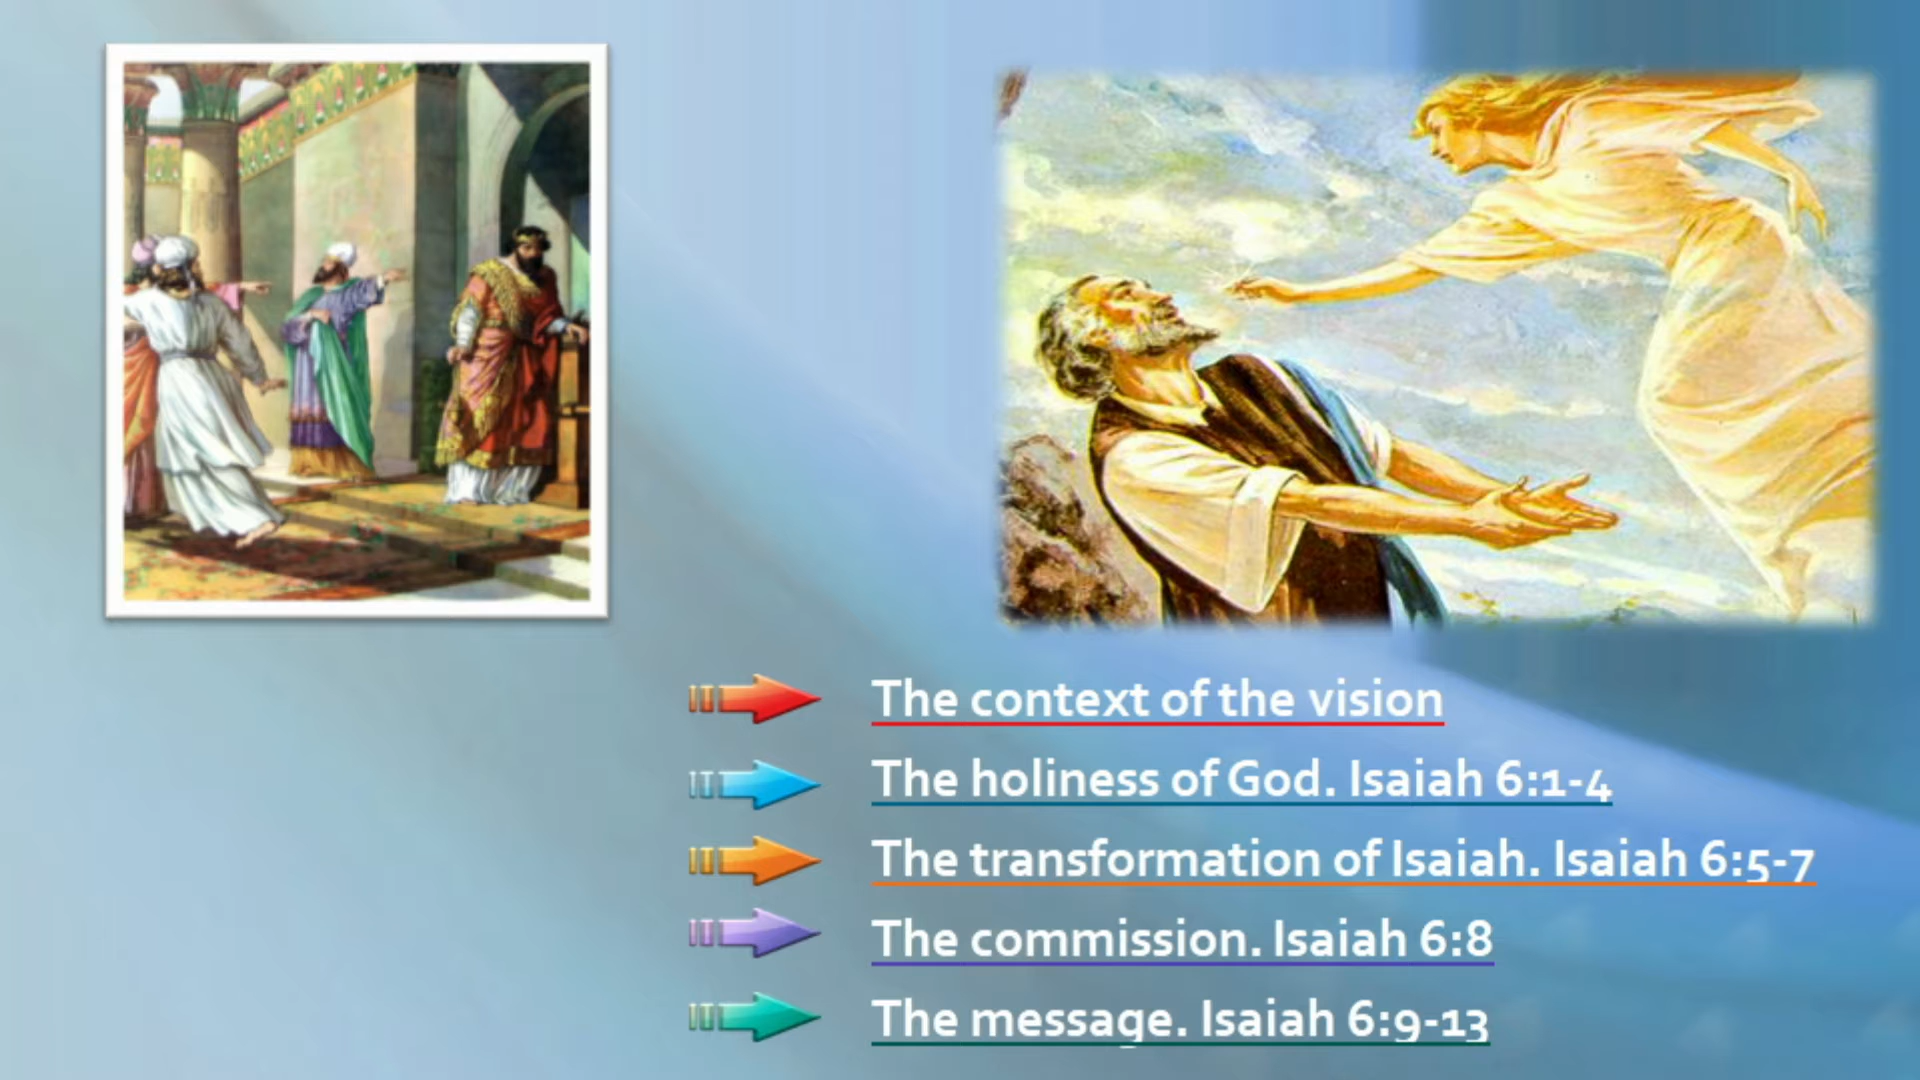 The context of the vision
The holiness of God. Isaiah 6:1-4
The transformation of Isaiah. Isaiah 6:5-7
The commission. Isaiah 6:8
The message. Isaiah 6:9-13